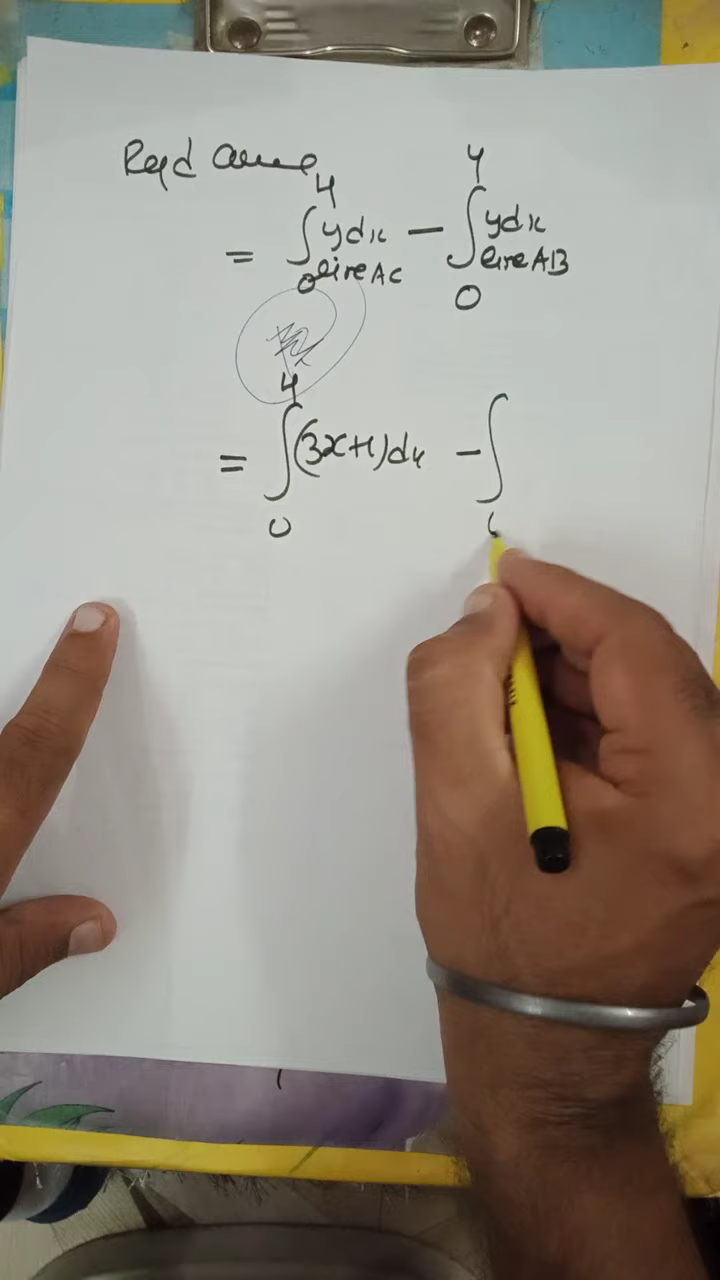 Reqd Area
= ∫₀⁴ ydx line AC − ∫₀⁴ ydx line AB
= ∫₀⁴ (3x+1)dx − ∫